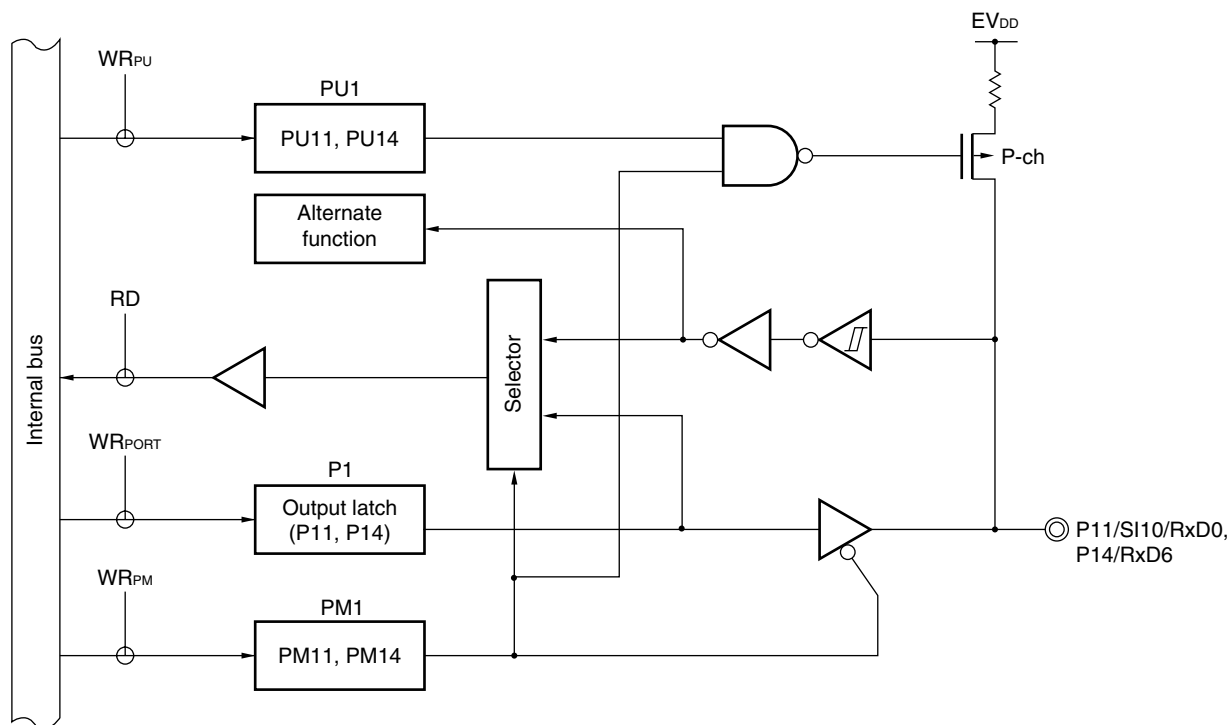 EVDD
WRPU
PU1
PU11, PU14
P-ch
Alternate
function
RD
Selector
Internal bus
WRPORT
P1
Output latch
(P11, P14)
P11/SI10/RxD0,
P14/RxD6
WRPM
PM1
PM11, PM14